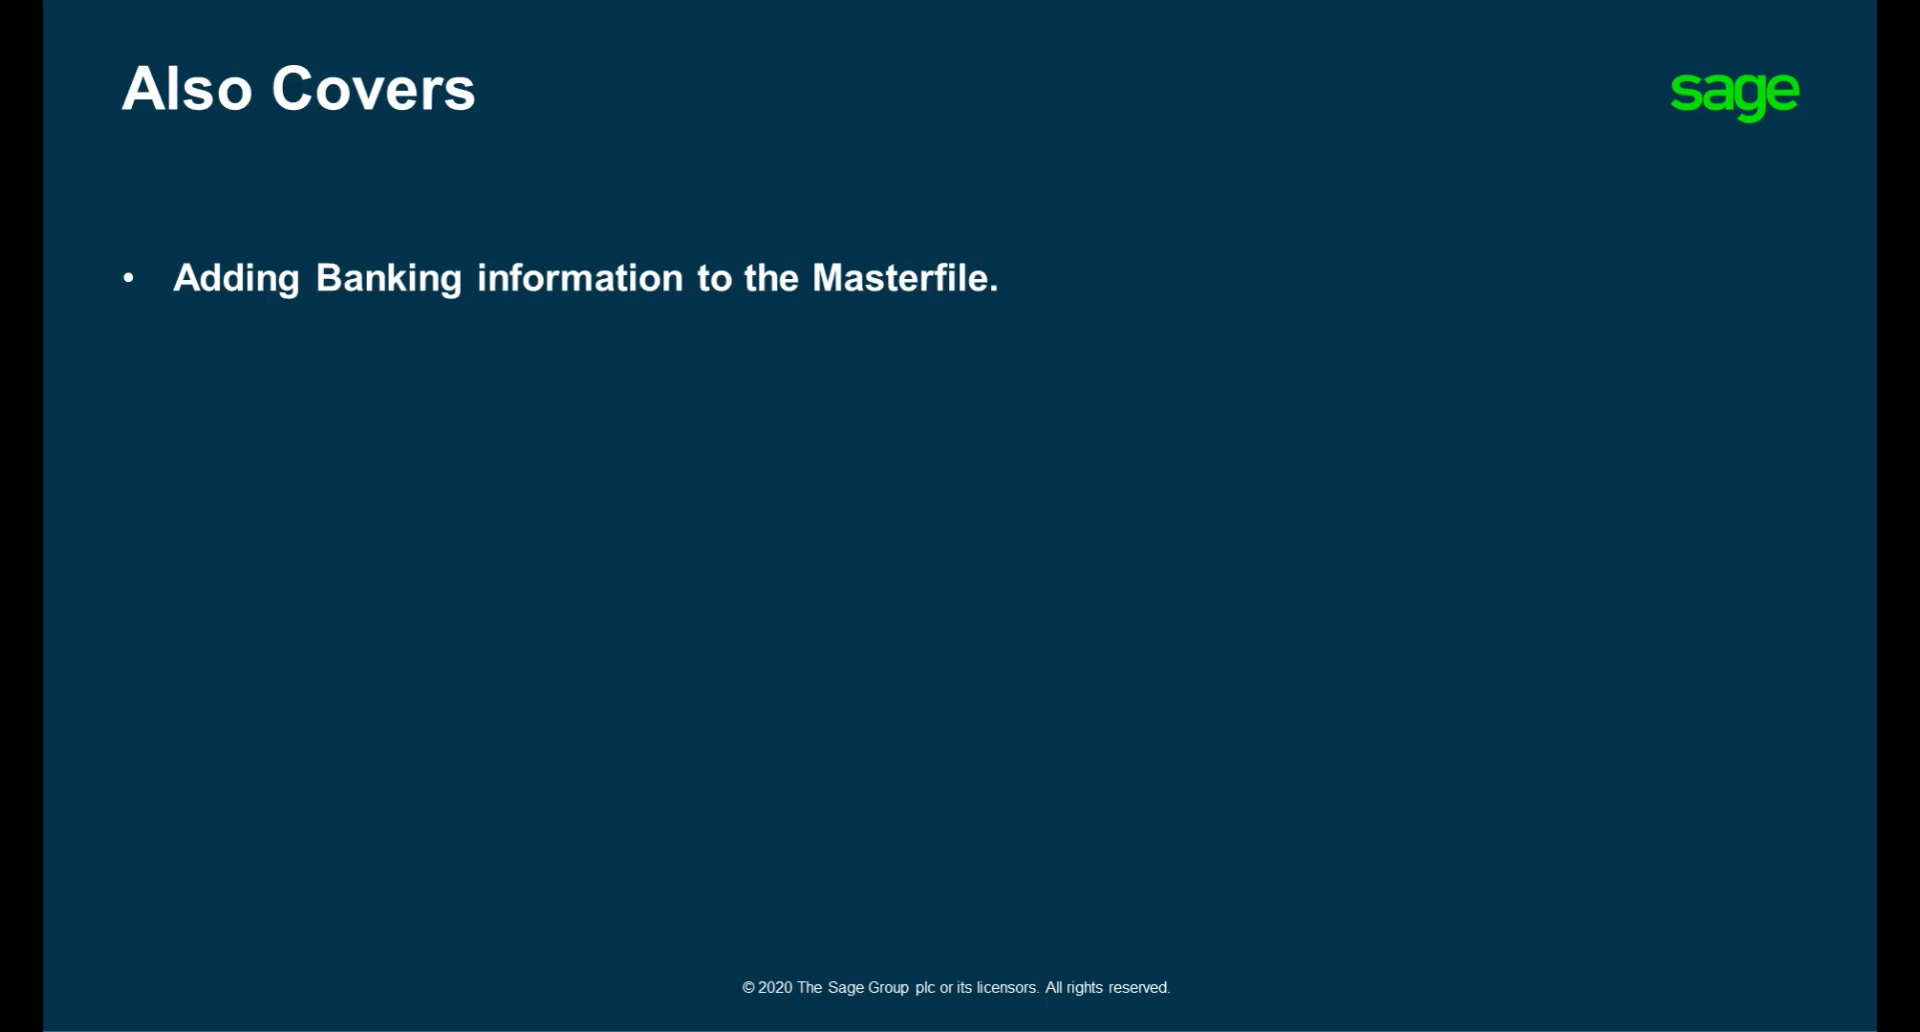 Also Covers
sage
• Adding Banking information to the Masterfile.
© 2020 The Sage Group plc or its licensors. All rights reserved.